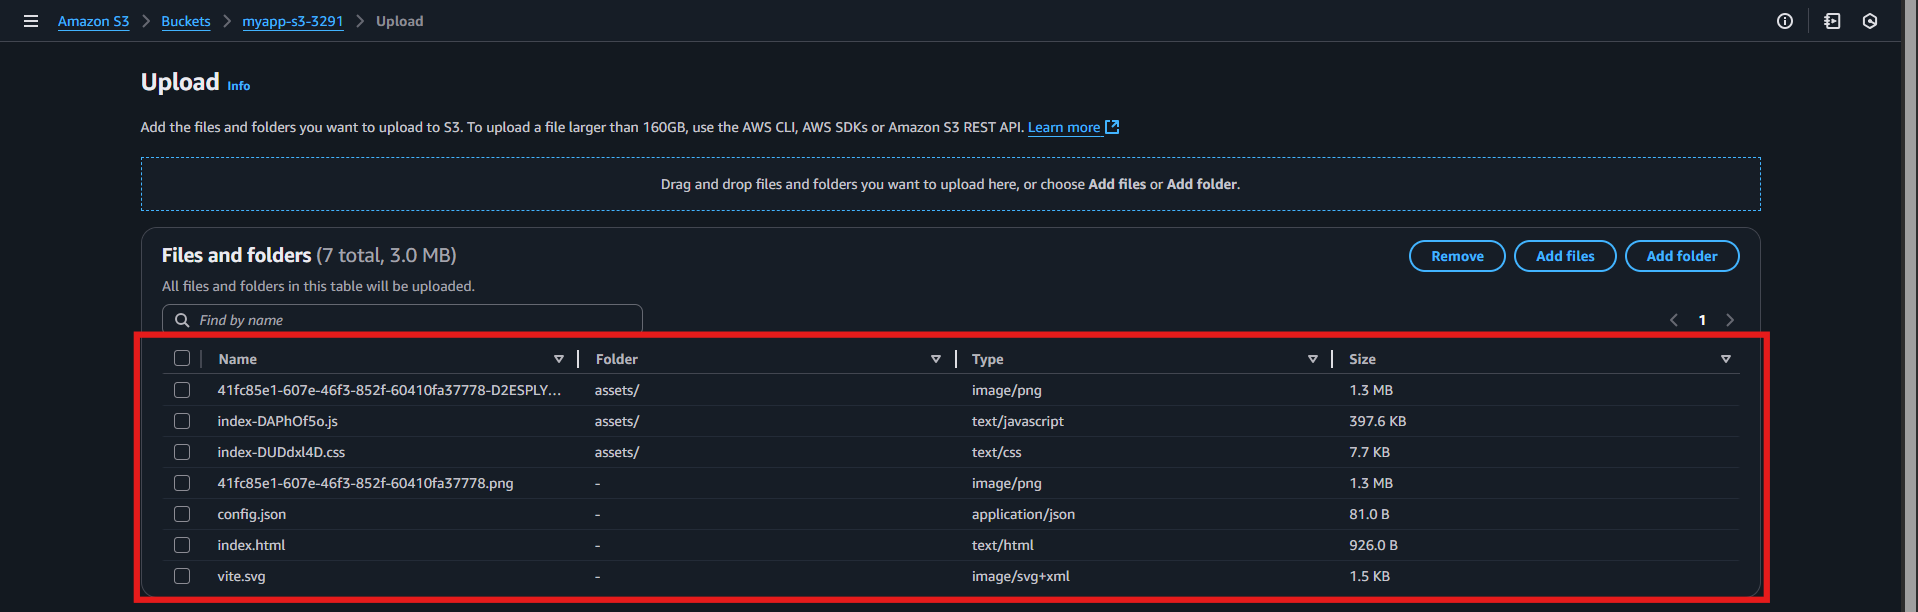 Amazon S3 > Buckets > myapp-s3-3291 > Upload
Upload Info
Add the files and folders you want to upload to S3. To upload a file larger than 160GB, use the AWS CLI, AWS SDKs or Amazon S3 REST API. Learn more
Drag and drop files and folders you want to upload here, or choose Add files or Add folder.
Files and folders (7 total, 3.0 MB)
Remove Add files Add folder
All files and folders in this table will be uploaded.
Find by name
1
Name Folder Type Size
41fc85e1-607e-46f3-852f-60410fa37778-D2ESPLY... assets/ image/png 1.3 MB
index-DAPhOf5o.js assets/ text/javascript 397.6 KB
index-DUDdxl4D.css assets/ text/css 7.7 KB
41fc85e1-607e-46f3-852f-60410fa37778.png - image/png 1.3 MB
config.json - application/json 81.0 B
index.html - text/html 926.0 B
vite.svg - image/svg+xml 1.5 KB